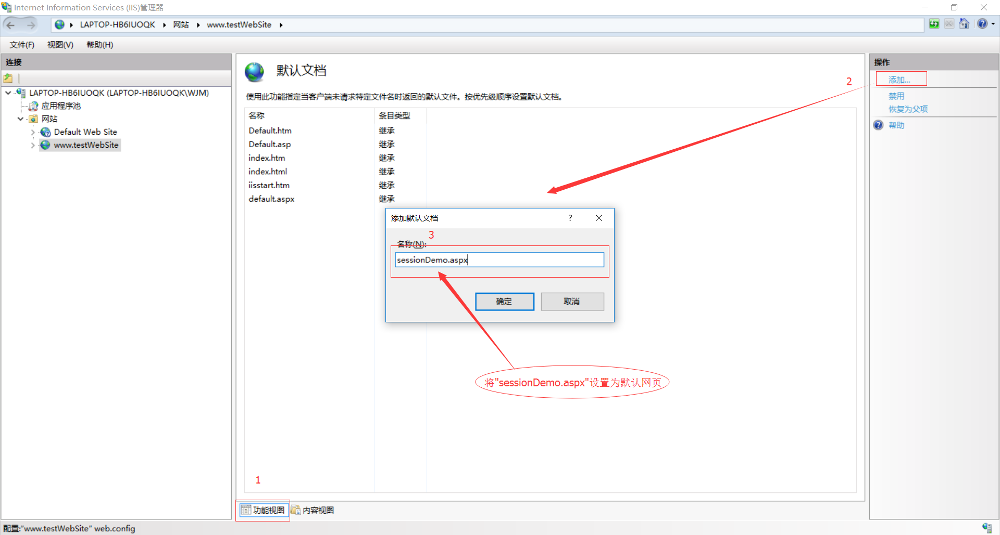 Internet Information Services (IIS)管理器
LAPTOP-HB6IUOQK 网站 www.testWebSite
文件(F) 视图(V) 帮助(H)
连接
LAPTOP-HB6IUOQK (LAPTOP-HB6IUOQK\WJM)
应用程序池
网站
Default Web Site
www.testWebSite
默认文档
使用此功能指定当客户端未请求特定文件名时返回的默认文件。按优先级顺序设置默认文档。
名称 条目类型
Default.htm 继承
Default.asp 继承
index.htm 继承
index.html 继承
iisstart.htm 继承
default.aspx 继承
添加默认文档 ?
3
名称(N):
sessionDemo.aspx
确定 取消
将"sessionDemo.aspx"设置为默认网页
1
功能视图 内容视图
2
操作
添加...
禁用
恢复为父项
帮助
配置:“www.testWebSite” web.config